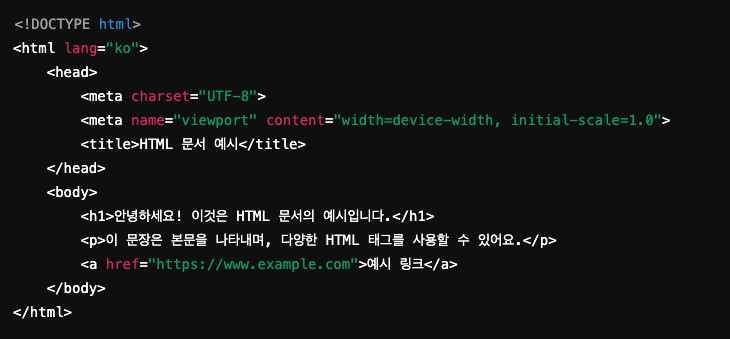 <!DOCTYPE html>
<html lang="ko">
    <head>
        <meta charset="UTF-8">
        <meta name="viewport" content="width=device-width, initial-scale=1.0">
        <title>HTML 문서 예시</title>
    </head>
    <body>
        <h1>안녕하세요! 이것은 HTML 문서의 예시입니다.</h1>
        <p>이 문장은 본문을 나타내며, 다양한 HTML 태그를 사용할 수 있어요.</p>
        <a href="https://www.example.com">예시 링크</a>
    </body>
</html>